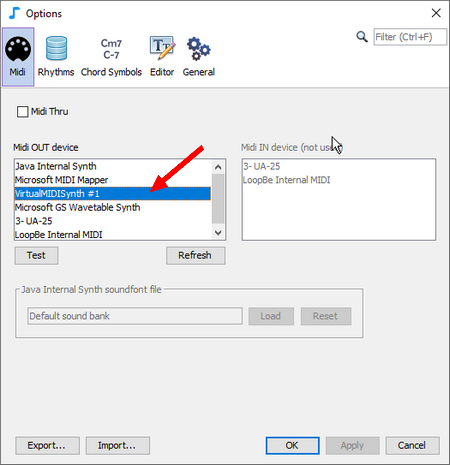 Options
Filter (Ctrl+F)
Cm7
C-7
Midi Rhythms Chord Symbols Editor General
Midi Thru
Midi OUT device
Java Internal Synth
Microsoft MIDI Mapper
VirtualMIDISynth #1
Microsoft GS Wavetable Synth
3- UA-25
LoopBe Internal MIDI
Test Refresh
Midi IN device (not used)
3- UA-25
LoopBe Internal MIDI
Java Internal Synth soundfont file
Default sound bank Load Reset
Export... Import... OK Apply Cancel